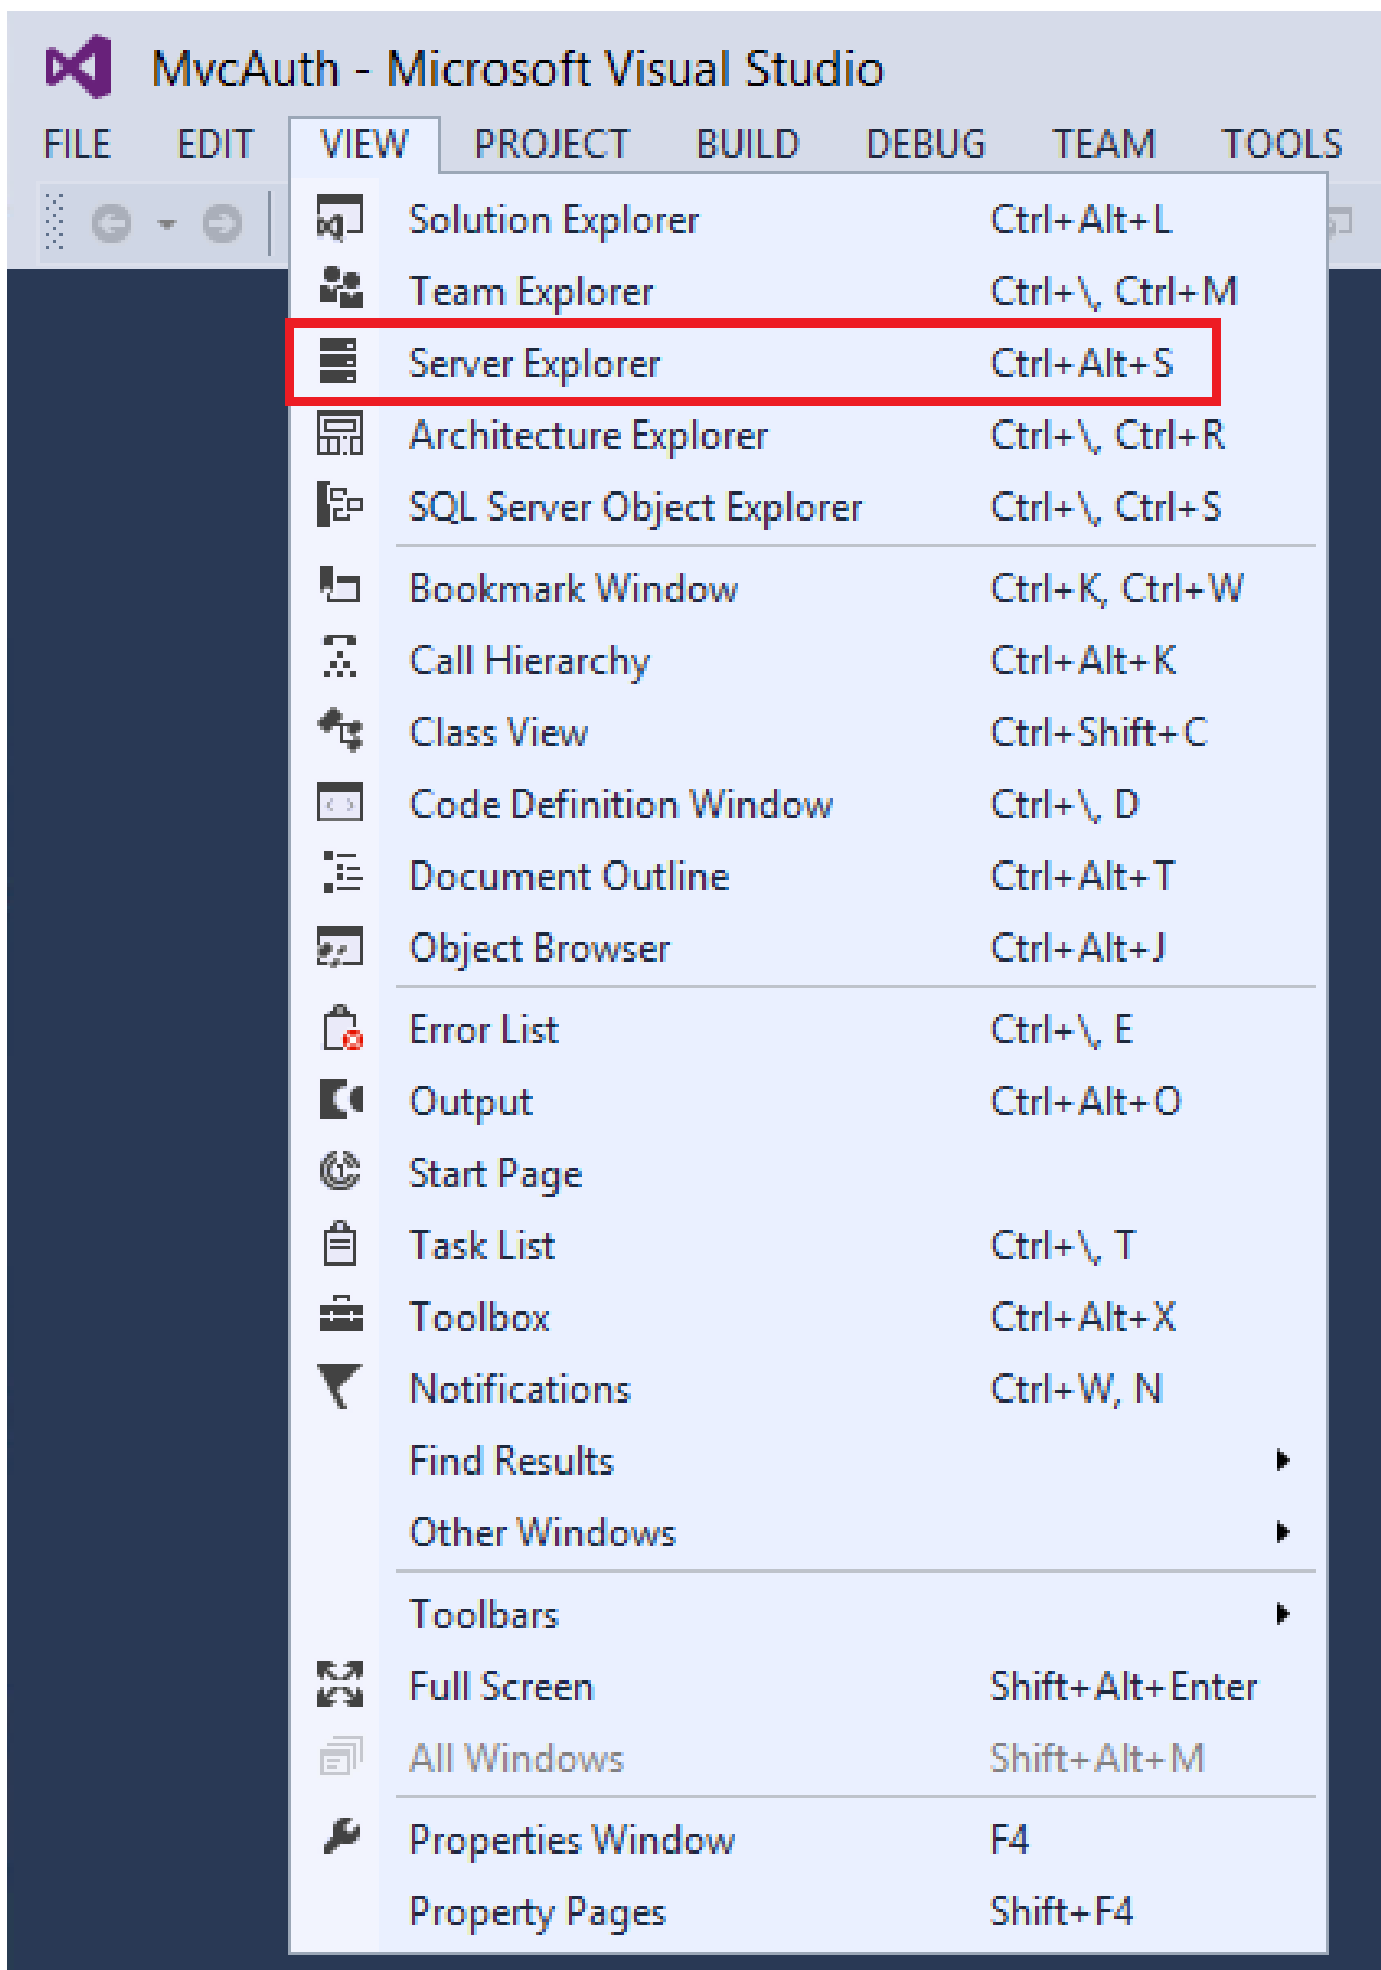 MvcAuth - Microsoft Visual Studio
FILE EDIT VIEW PROJECT BUILD DEBUG TEAM TOOLS
Solution Explorer Ctrl+Alt+L
Team Explorer Ctrl+\, Ctrl+M
Server Explorer Ctrl+Alt+S
Architecture Explorer Ctrl+\, Ctrl+R
SQL Server Object Explorer Ctrl+\, Ctrl+S
Bookmark Window Ctrl+K, Ctrl+W
Call Hierarchy Ctrl+Alt+K
Class View Ctrl+Shift+C
Code Definition Window Ctrl+\, D
Document Outline Ctrl+Alt+T
Object Browser Ctrl+Alt+J
Error List Ctrl+\, E
Output Ctrl+Alt+O
Start Page
Task List Ctrl+\, T
Toolbox Ctrl+Alt+X
Notifications Ctrl+W, N
Find Results
Other Windows
Toolbars
Full Screen Shift+Alt+Enter
All Windows Shift+Alt+M
Properties Window F4
Property Pages Shift+F4